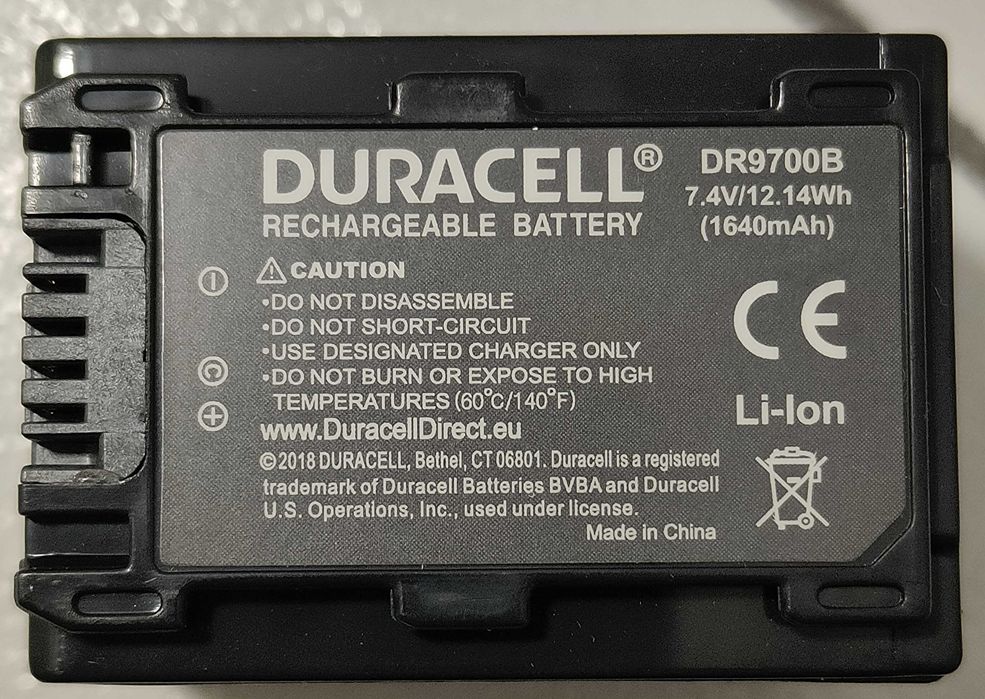 DURACELL®
RECHARGEABLE BATTERY
DR9700B
7.4V/12.14Wh
(1640mAh)
⚠CAUTION
•DO NOT DISASSEMBLE
•DO NOT SHORT-CIRCUIT
•USE DESIGNATED CHARGER ONLY
•DO NOT BURN OR EXPOSE TO HIGH
TEMPERATURES (60°C/140°F)
www.DuracellDirect.eu
©2018 DURACELL, Bethel, CT 06801. Duracell is a registered
trademark of Duracell Batteries BVBA and Duracell
U.S. Operations, Inc., used under license.
Made in China
C
+
CE
Li-Ion